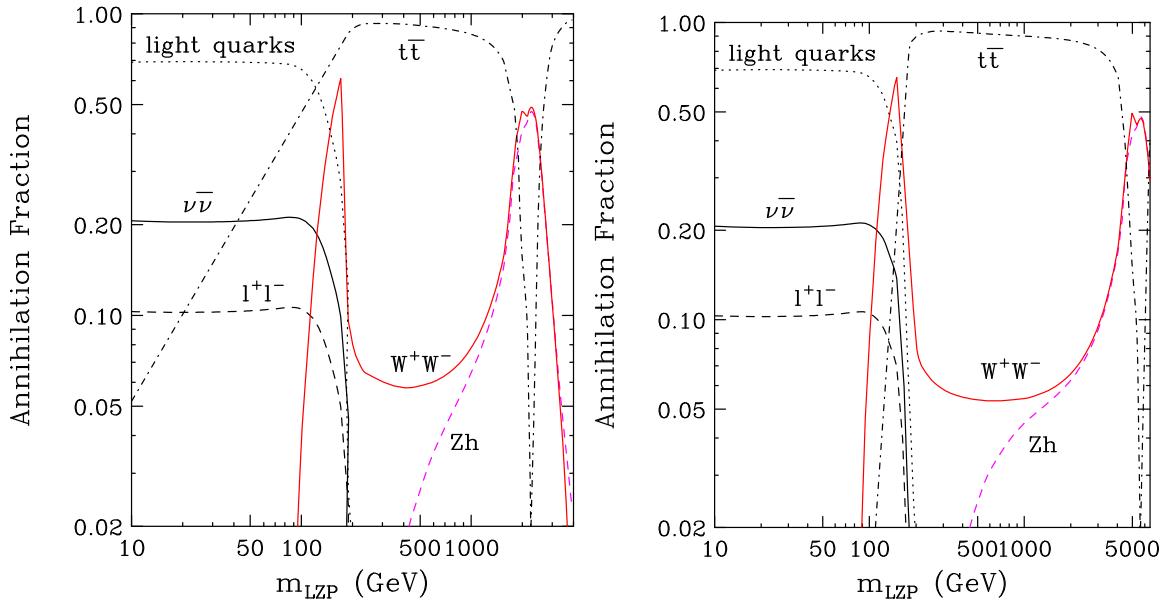 1.00
0.50
0.20
0.10
0.05
0.02
10
50
100
500
1000
Annihilation Fraction
m_LZP (GeV)
light quarks
tt̅
νν̅
l⁺l⁻
W⁺W⁻
Zh
1.00
0.50
0.20
0.10
0.05
0.02
10
50
100
500
1000
5000
Annihilation Fraction
m_LZP (GeV)
light quarks
tt̅
νν̅
l⁺l⁻
W⁺W⁻
Zh